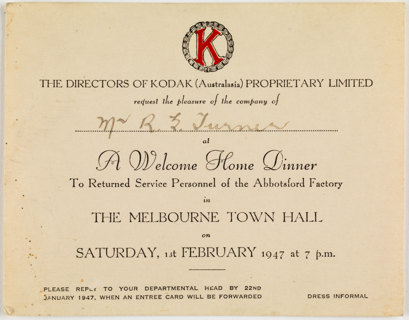 K
THE DIRECTORS OF KODAK (Australasia) PROPRIETARY LIMITED
request the pleasure of the company of
Mr R. G Turner
at
A Welcome Home Dinner
To Returned Service Personnel of the Abbotsford Factory
in
THE MELBOURNE TOWN HALL
on
SATURDAY, 1st FEBRUARY 1947 at 7 p.m.
PLEASE REPLY TO YOUR DEPARTMENTAL HEAD BY 22ND
JANUARY 1947, WHEN AN ENTREE CARD WILL BE FORWARDED
DRESS INFORMAL